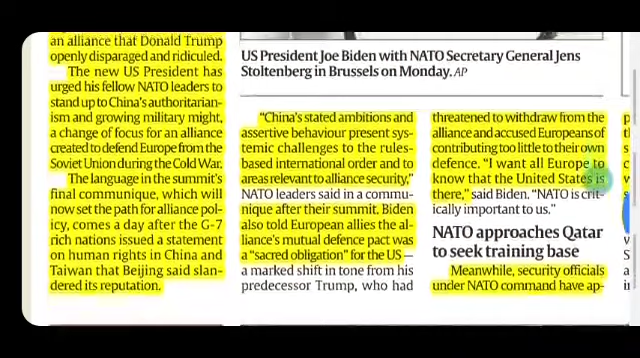 an alliance that Donald Trump
openly disparaged and ridiculed.
The new US President has
urged his fellow NATO leaders to
stand up to China's authoritarian-
ism and growing military might,
a change of focus for an alliance
created to defend Europe from the
Soviet Union during the Cold War.
The language in the summit's
final communique, which will
now set the path for alliance pol-
icy, comes a day after the G-7
rich nations issued a statement
on human rights in China and
Taiwan that Beijing said slan-
dered its reputation.
US President Joe Biden with NATO Secretary General Jens
Stoltenberg in Brussels on Monday. AP
“China's stated ambitions and
assertive behaviour present sys-
temic challenges to the rules-
based international order and to
areas relevant to alliance security,”
NATO leaders said in a commu-
nique after their summit. Biden
also told European allies the al-
liance's mutual defence pact was
a “sacred obligation” for the US —
a marked shift in tone from his
predecessor Trump, who had
threatened to withdraw from the
alliance and accused Europeans of
contributing too little to their own
defence. “I want all Europe to
know that the United States is
there,” said Biden. “NATO is crit-
ically important to us.”
NATO approaches Qatar
to seek training base
Meanwhile, security officials
under NATO command have ap-